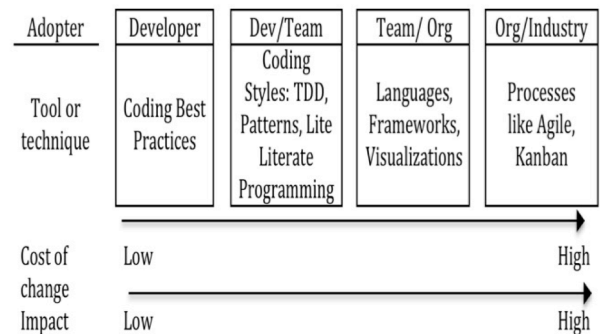 Adopter Developer Dev/Team Team/ Org Org/Industry
Tool or technique
Coding Best
Practices
Coding
Styles: TDD,
Patterns, Lite
Literate
Programming
Languages,
Frameworks,
Visualizations
Processes
like Agile,
Kanban
Cost of
change
Low High
Impact Low High